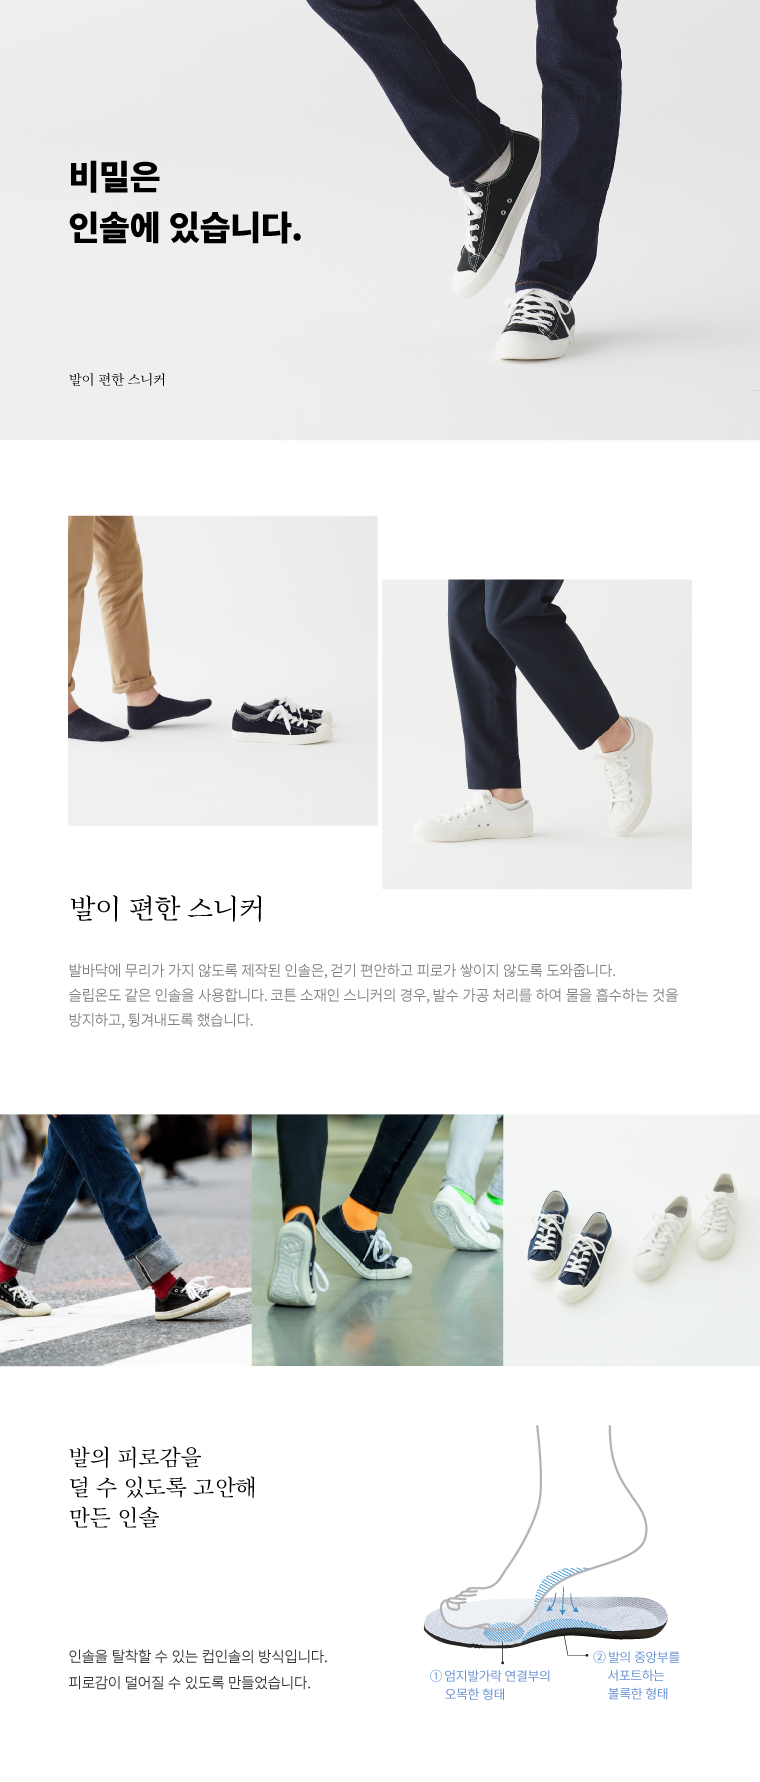 비밀은
인솔에 있습니다.
발이 편한 스니커
발이 편한 스니커
발바닥에 무리가 가지 않도록 제작된 인솔은, 걷기 편안하고 피로가 쌓이지 않도록 도와줍니다.
슬립온도 같은 인솔을 사용합니다. 코튼 소재인 스니커의 경우, 발수 가공 처리를 하여 물을 흡수하는 것을
방지하고, 튕겨내도록 했습니다.
발의 피로감을
덜 수 있도록 고안해
만든 인솔
인솔을 탈착할 수 있는 컵인솔의 방식입니다.
피로감이 덜어질 수 있도록 만들었습니다.
① 엄지발가락 연결부의
오목한 형태
② 발의 중앙부를
서포트하는
볼록한 형태